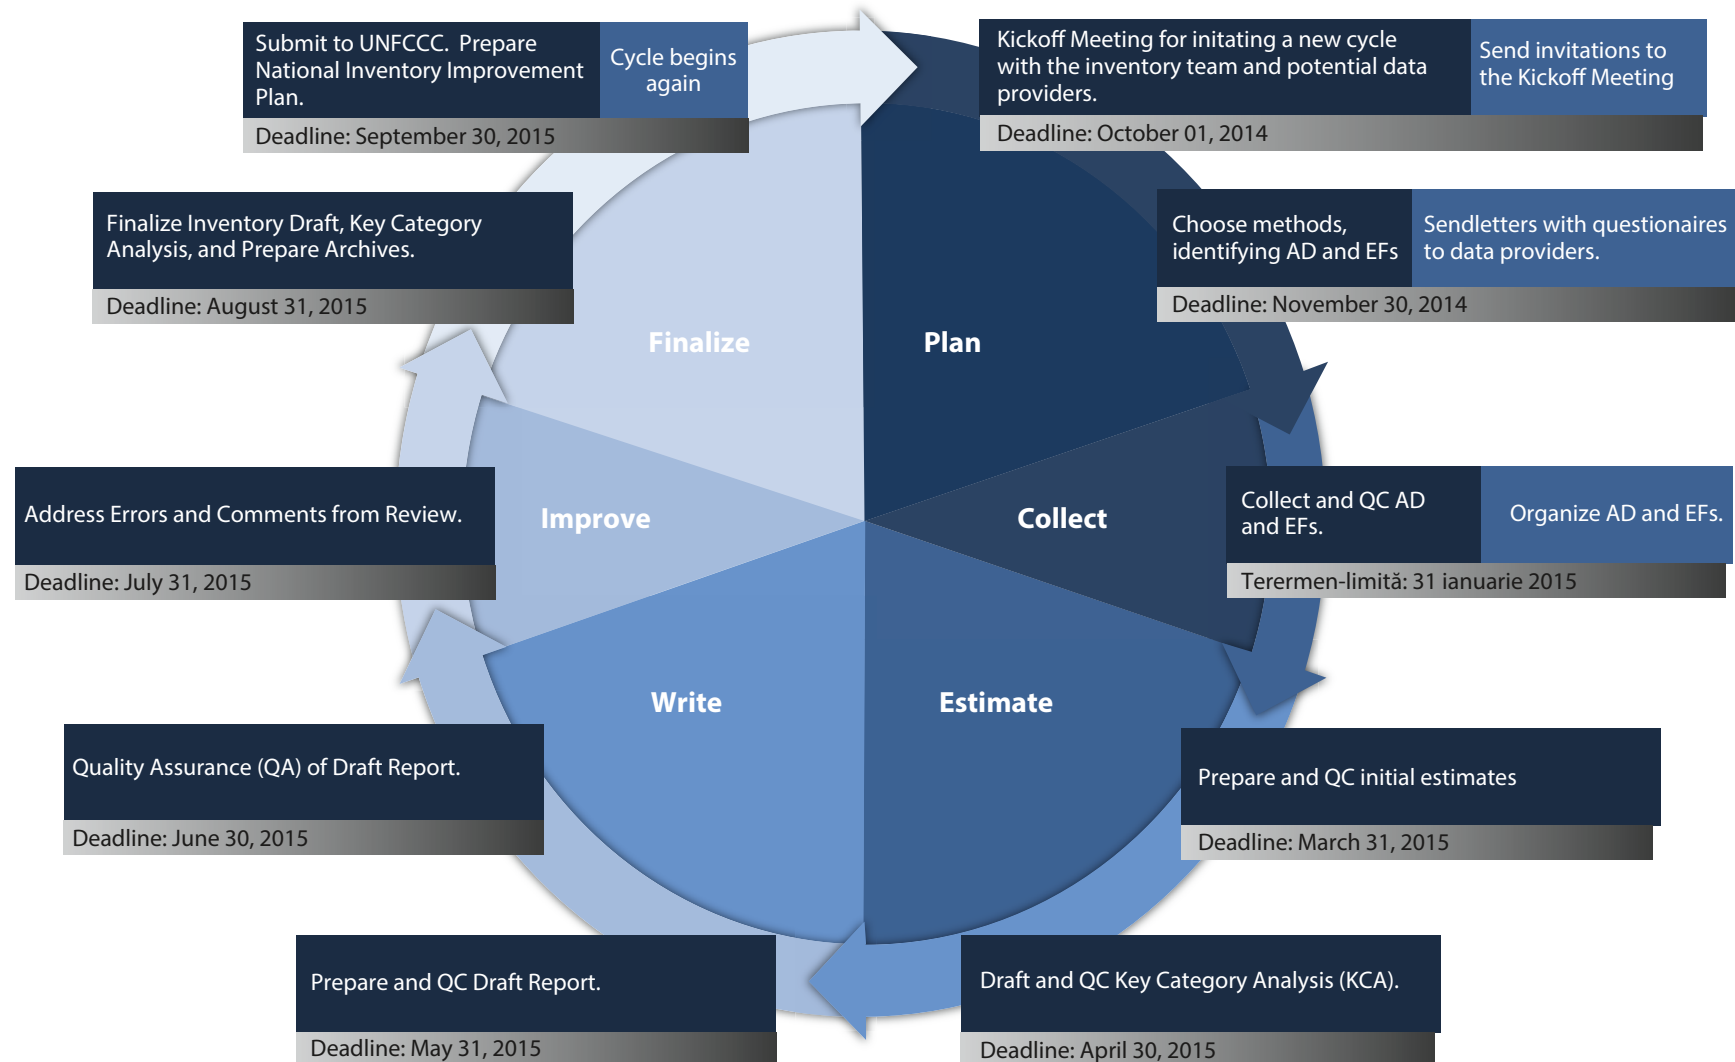 Submit to UNFCCC. Prepare
National Inventory Improvement
Plan.
Cycle begins
again
Deadline: September 30, 2015
Kickoff Meeting for initating a new cycle
with the inventory team and potential data
providers.
Send invitations to
the Kickoff Meeting
Deadline: October 01, 2014
Finalize Inventory Draft, Key Category
Analysis, and Prepare Archives.
Deadline: August 31, 2015
Choose methods,
identifying AD and EFs
Sendletters with questionaires
to data providers.
Deadline: November 30, 2014
Finalize
Plan
Address Errors and Comments from Review.
Deadline: July 31, 2015
Improve
Collect
Collect and QC AD
and EFs.
Organize AD and EFs.
Terermen-limită: 31 ianuarie 2015
Write
Estimate
Quality Assurance (QA) of Draft Report.
Deadline: June 30, 2015
Prepare and QC initial estimates
Deadline: March 31, 2015
Prepare and QC Draft Report.
Deadline: May 31, 2015
Draft and QC Key Category Analysis (KCA).
Deadline: April 30, 2015